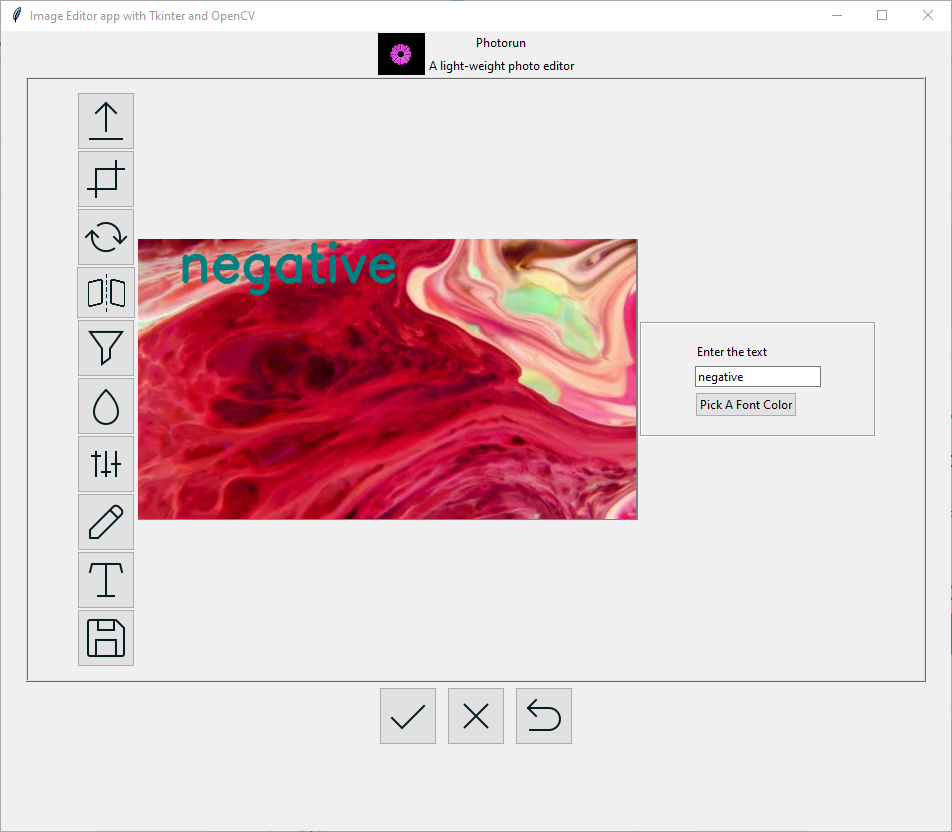 Image Editor app with Tkinter and OpenCV
Photorun
A light-weight photo editor
negative
Enter the text
negative
Pick A Font Color